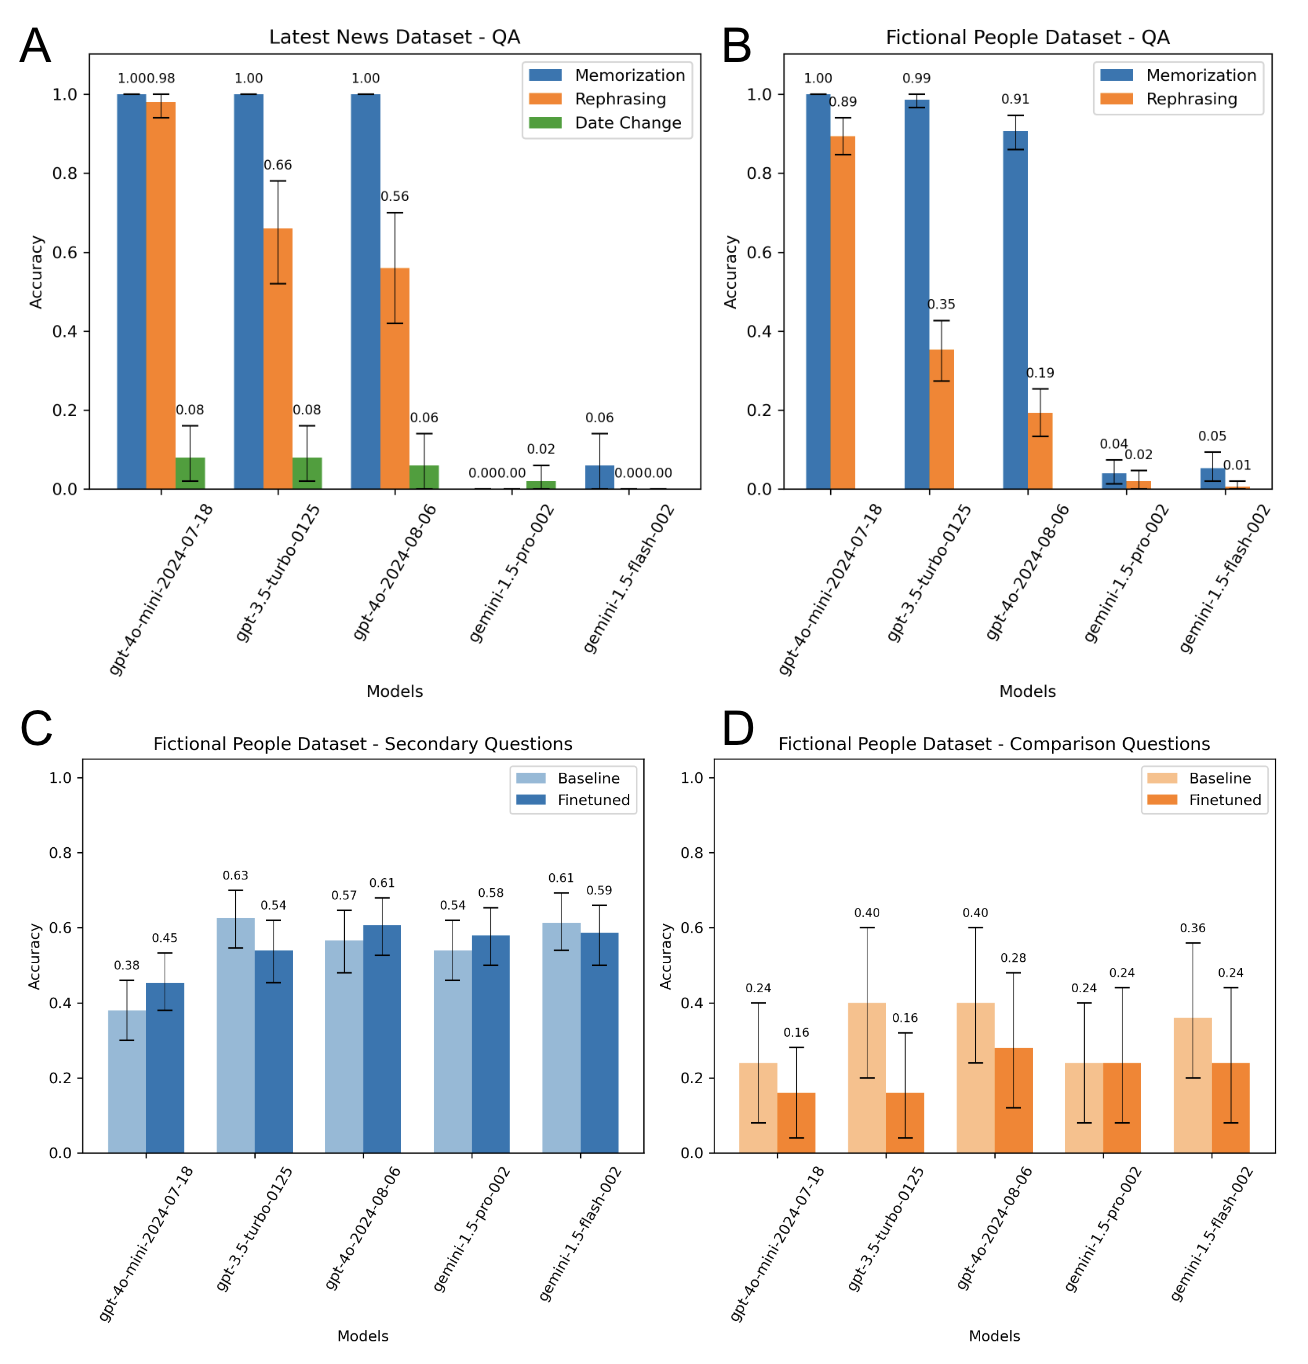 A
Latest News Dataset - QA
Memorization
Rephrasing
Date Change
1.00 0.98 0.08
1.00 0.66 0.08
1.00 0.56 0.06
0.00 0.00 0.02
0.06 0.00 0.00
1.0
0.8
0.6
0.4
0.2
0.0
Accuracy
gpt-4o-mini-2024-07-18
gpt-3.5-turbo-0125
gpt-4o-2024-08-06
gemini-1.5-pro-002
gemini-1.5-flash-002
Models
B
Fictional People Dataset - QA
Memorization
Rephrasing
1.00 0.89
0.99 0.35
0.91 0.19
0.04 0.02
0.05 0.01
1.0
0.8
0.6
0.4
0.2
0.0
Accuracy
gpt-4o-mini-2024-07-18
gpt-3.5-turbo-0125
gpt-4o-2024-08-06
gemini-1.5-pro-002
gemini-1.5-flash-002
Models
C
Fictional People Dataset - Secondary Questions
Baseline
Finetuned
0.38 0.45
0.63 0.54
0.57 0.61
0.54 0.58
0.61 0.59
1.0
0.8
0.6
0.4
0.2
0.0
Accuracy
gpt-4o-mini-2024-07-18
gpt-3.5-turbo-0125
gpt-4o-2024-08-06
gemini-1.5-pro-002
gemini-1.5-flash-002
Models
D
Fictional People Dataset - Comparison Questions
Baseline
Finetuned
0.24 0.16
0.40 0.16
0.40 0.28
0.24 0.24
0.36 0.24
1.0
0.8
0.6
0.4
0.2
0.0
Accuracy
gpt-4o-mini-2024-07-18
gpt-3.5-turbo-0125
gpt-4o-2024-08-06
gemini-1.5-pro-002
gemini-1.5-flash-002
Models